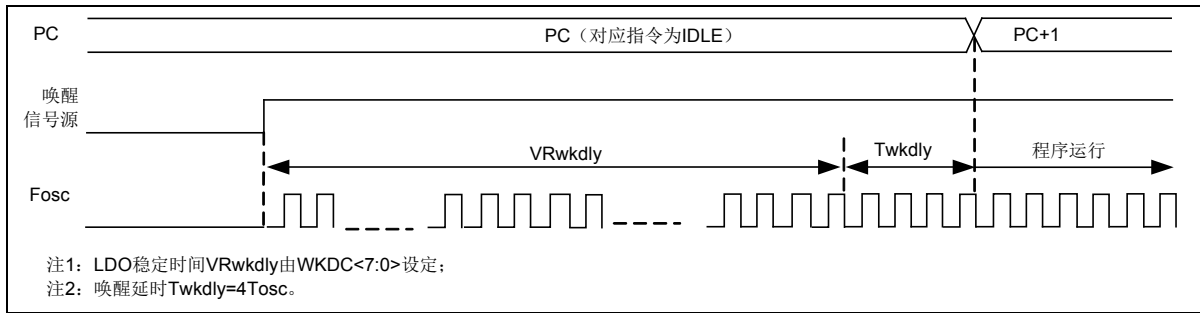 PC
PC（对应指令为IDLE）
PC+1
唤醒
信号源
VRwkdly
Twkdly
程序运行
Fosc
注1：LDO稳定时间VRwkdly由WKDC<7:0>设定；
注2：唤醒延时Twkdly=4Tosc。